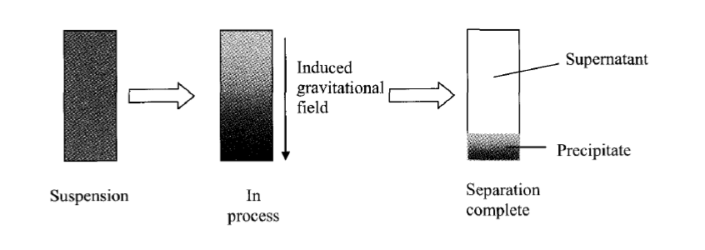 Suspension
In
process
Induced
gravitational
field
Supernatant
Precipitate
Separation
complete